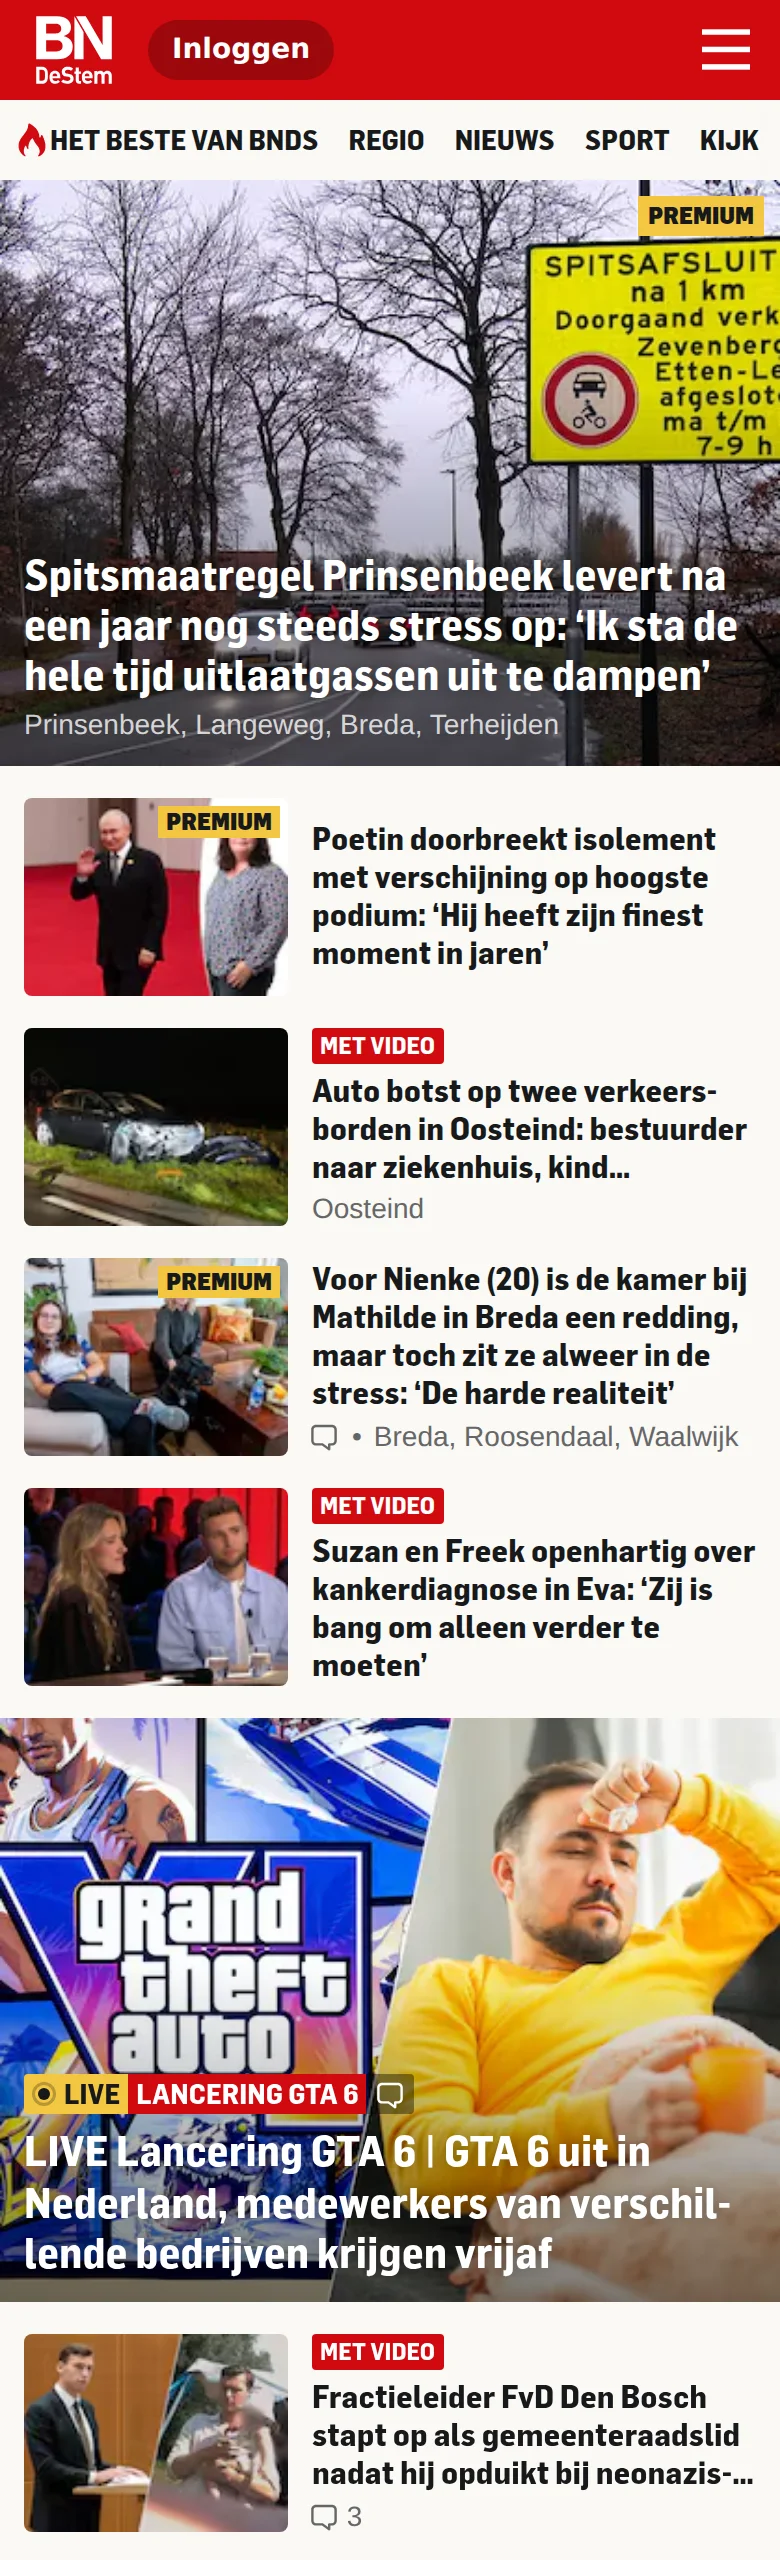 BN
DeStem
Inloggen
HET BESTE VAN BNDS REGIO NIEUWS SPORT KIJK
PREMIUM
SPITSAFSLUIT
na 1 km
Doorgaand verk
Zevenberg
Etten-Le
afgeslot
ma t/m
7-9 h
Spitsmaatregel Prinsenbeek levert na
een jaar nog steeds stress op: ‘Ik sta de
hele tijd uitlaatgassen uit te dampen’
Prinsenbeek, Langeweg, Breda, Terheijden
PREMIUM
Poetin doorbreekt isolement
met verschijning op hoogste
podium: ‘Hij heeft zijn finest
moment in jaren’
MET VIDEO
Auto botst op twee verkeers-
borden in Oosteind: bestuurder
naar ziekenhuis, kind...
Oosteind
PREMIUM
Voor Nienke (20) is de kamer bij
Mathilde in Breda een redding,
maar toch zit ze alweer in de
stress: ‘De harde realiteit’
• Breda, Roosendaal, Waalwijk
MET VIDEO
Suzan en Freek openhartig over
kankerdiagnose in Eva: ‘Zij is
bang om alleen verder te
moeten’
VI
grand
theft
auto
LIVE LANCERING GTA 6
LIVE Lancering GTA 6 | GTA 6 uit in
Nederland, medewerkers van verschil-
lende bedrijven krijgen vrijaf
MET VIDEO
Fractieleider FvD Den Bosch
stapt op als gemeenteraadslid
nadat hij opduikt bij neonazis-...
3